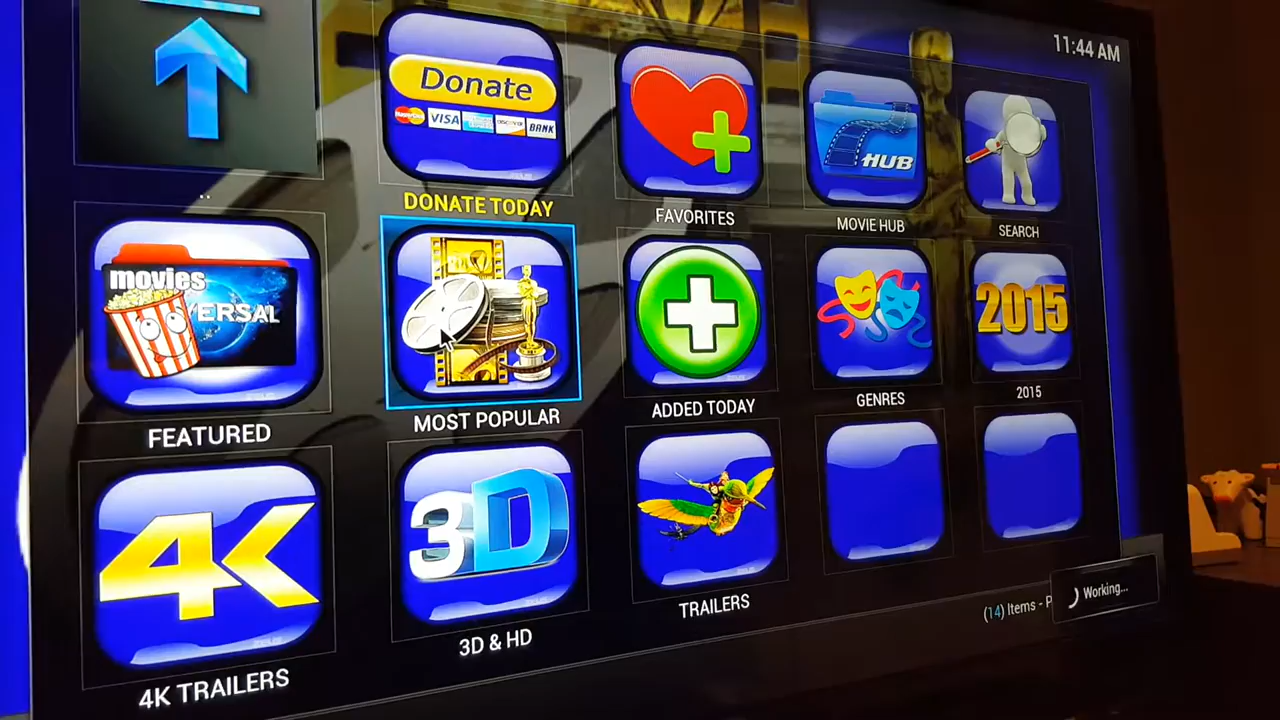 11:44 AM
Donate
VISA
DISCOVER
BANK
HUB
..
DONATE TODAY
FAVORITES
MOVIE HUB
SEARCH
movies
ERSAL
2015
FEATURED
MOST POPULAR
ADDED TODAY
GENRES
2015
4K
3D
4K TRAILERS
3D & HD
TRAILERS
(14) Items - P
Working...